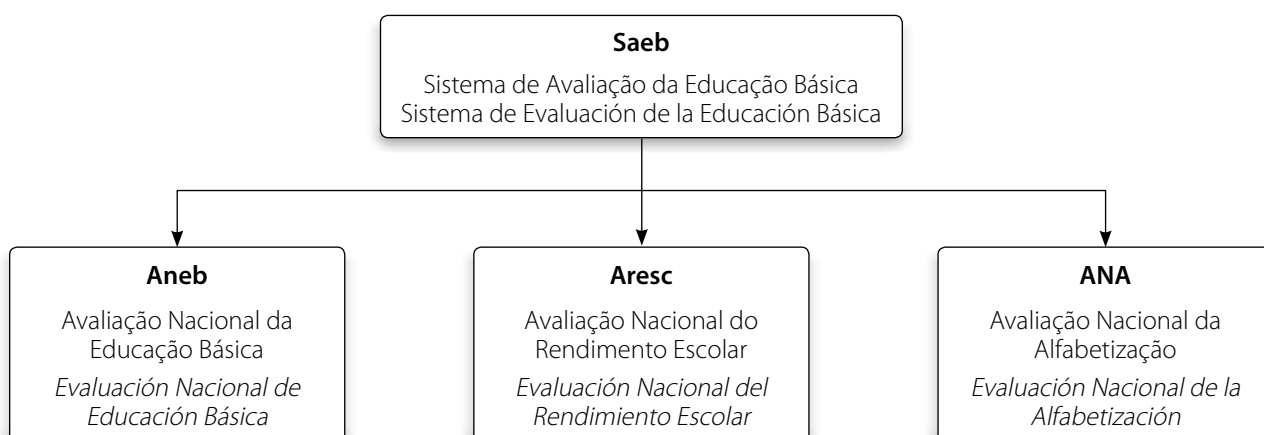 Saeb
Sistema de Avaliação da Educação Básica
Sistema de Evaluación de la Educación Básica
Aneb
Avaliação Nacional da
Educação Básica
Evaluación Nacional de
Educación Básica
Aresc
Avaliação Nacional do
Rendimento Escolar
Evaluación Nacional del
Rendimiento Escolar
ANA
Avaliação Nacional da
Alfabetização
Evaluación Nacional de la
Alfabetización